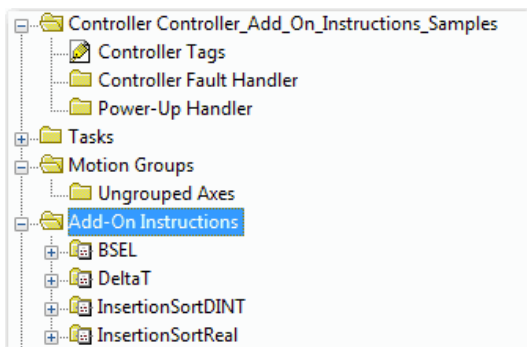 Controller Controller_Add_On_Instructions_Samples
Controller Tags
Controller Fault Handler
Power-Up Handler
Tasks
Motion Groups
Ungrouped Axes
Add-On Instructions
BSEL
DeltaT
InsertionSortDINT
InsertionSortReal